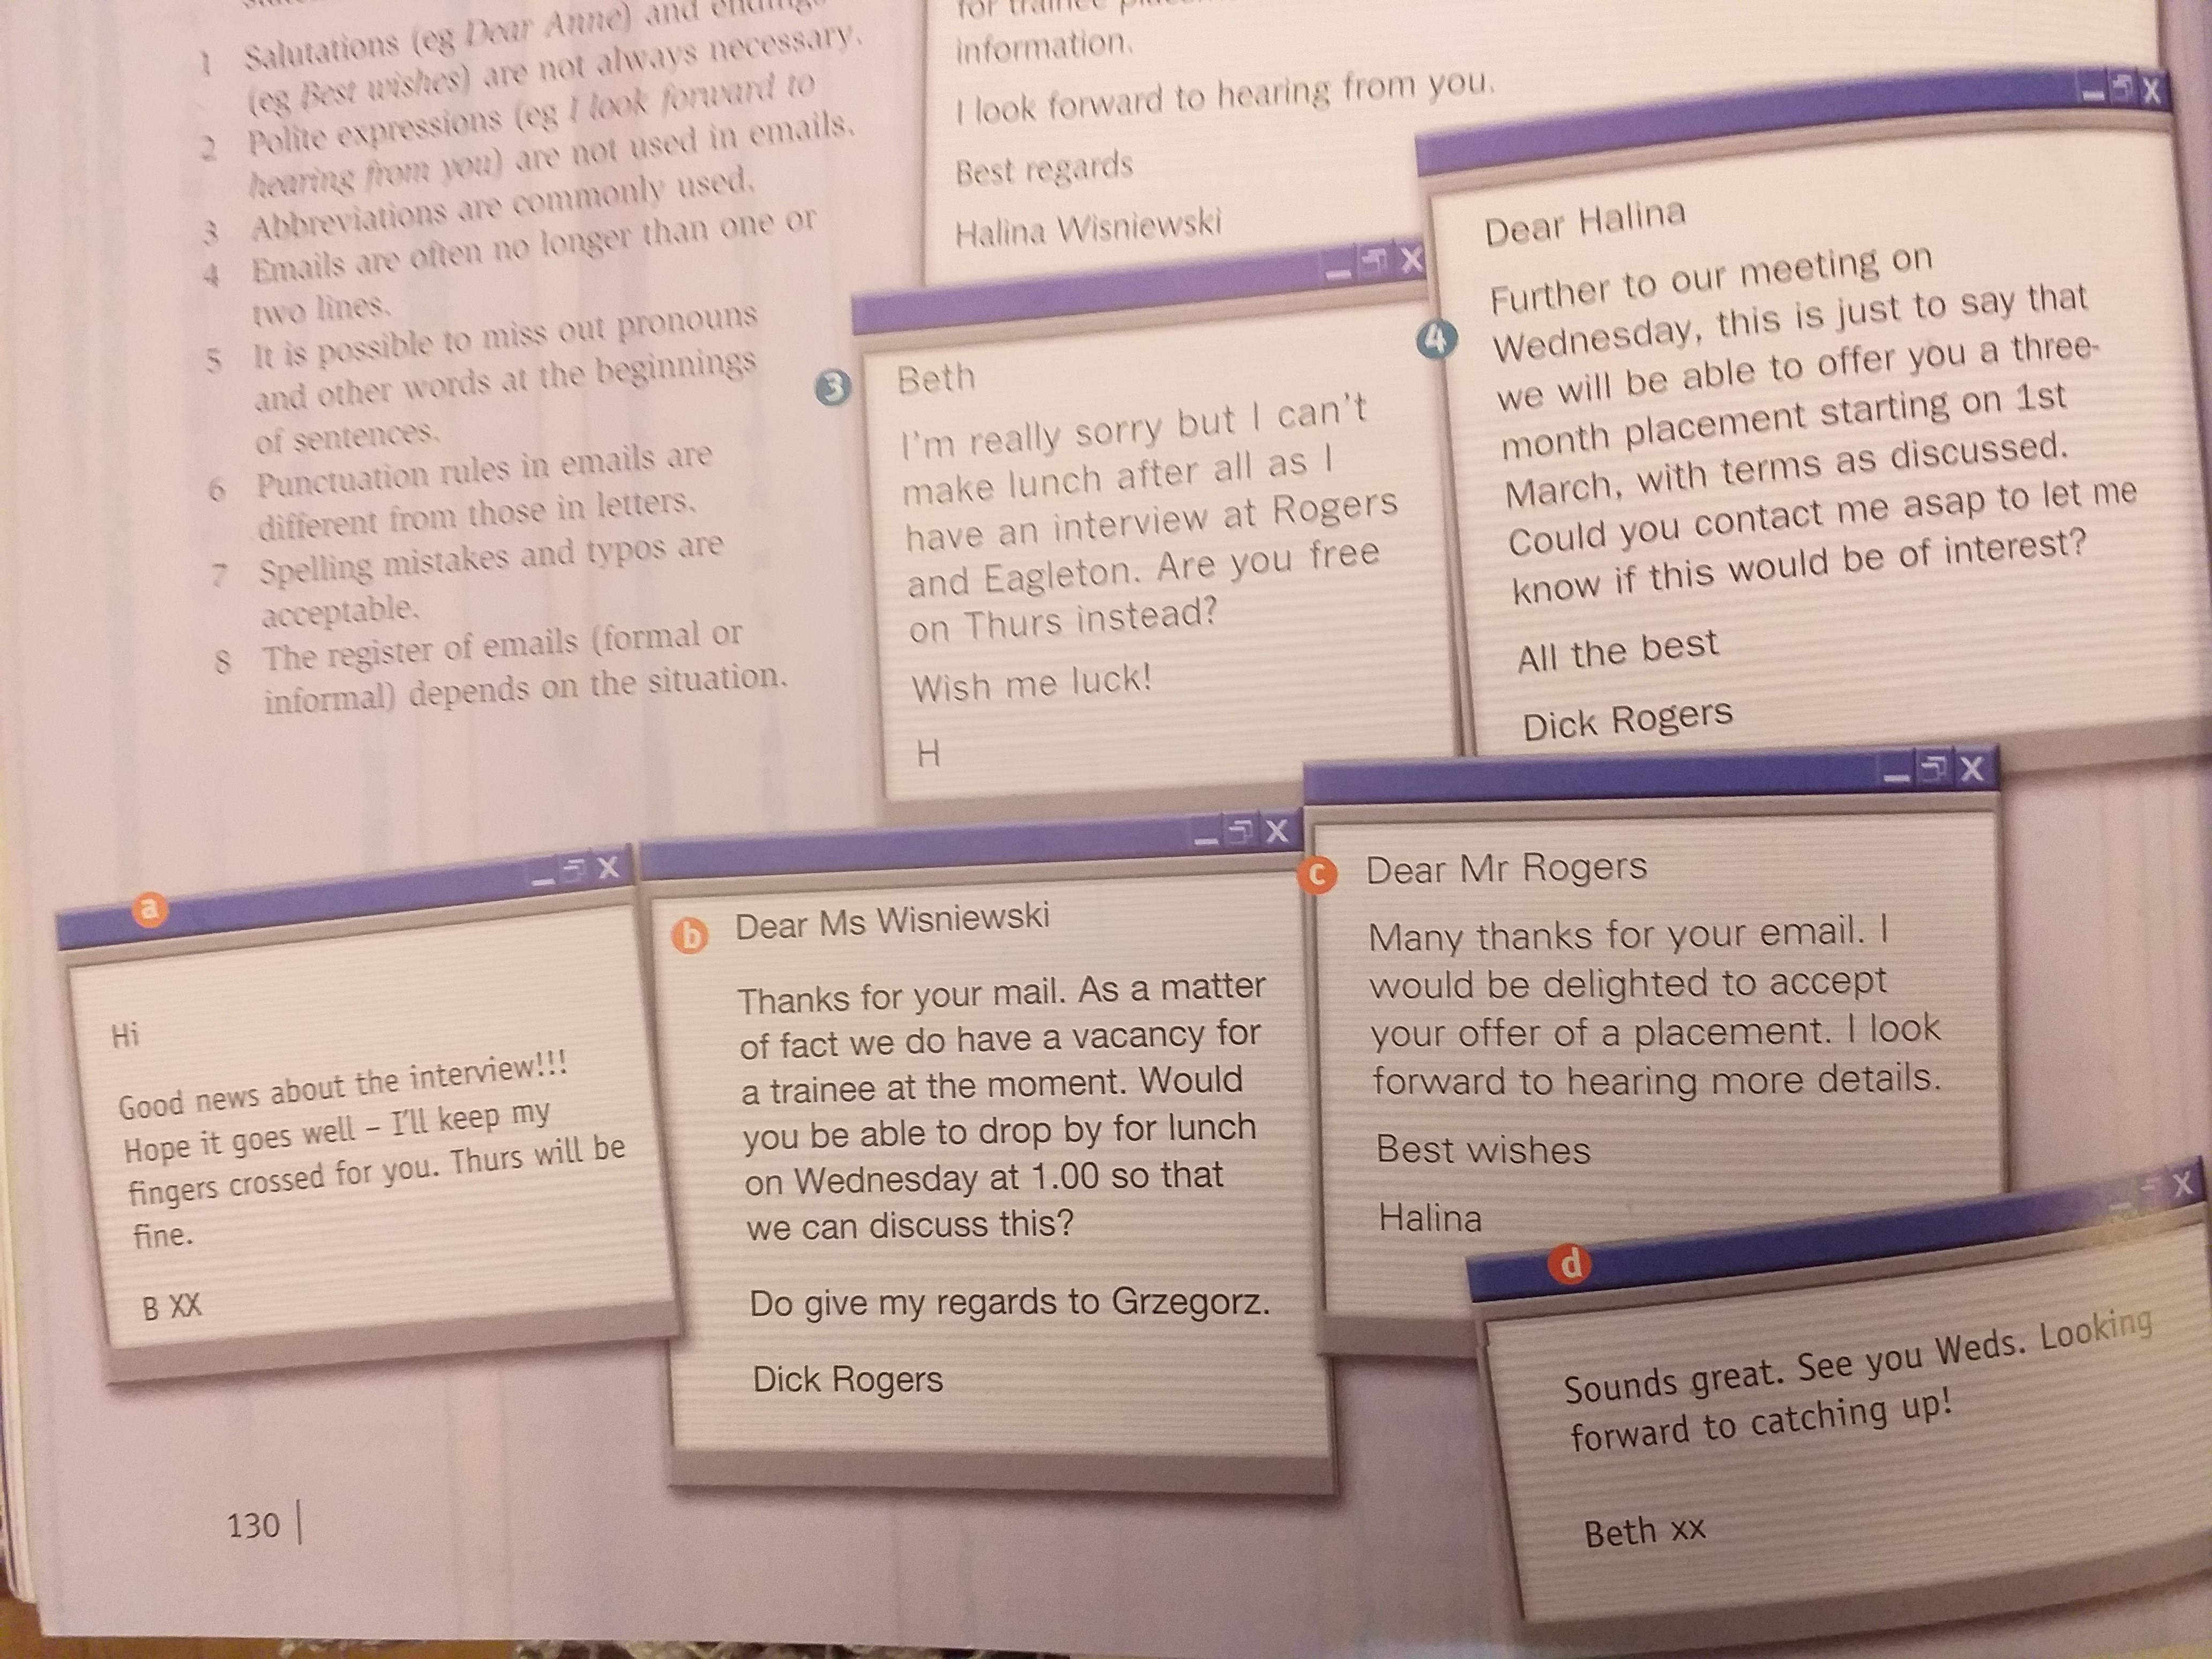 1 Salutations (eg Dear Anne) and endings
(eg Best wishes) are not always necessary.
2 Polite expressions (eg I look forward to
hearing from you) are not used in emails.
3 Abbreviations are commonly used.
4 Emails are often no longer than one or
two lines.
5 It is possible to miss out pronouns
and other words at the beginnings
of sentences.
6 Punctuation rules in emails are
different from those in letters.
7 Spelling mistakes and typos are
acceptable.
8 The register of emails (formal or
informal) depends on the situation.
for trainee
information.
I look forward to hearing from you.
Best regards
Halina Wisniewski
3
Beth
I'm really sorry but I can't
make lunch after all as I
have an interview at Rogers
and Eagleton. Are you free
on Thurs instead?
Wish me luck!
H
4
Dear Halina
Further to our meeting on
Wednesday, this is just to say that
we will be able to offer you a three-
month placement starting on 1st
March, with terms as discussed.
Could you contact me asap to let me
know if this would be of interest?
All the best
Dick Rogers
a
Hi
Good news about the interview!!!
Hope it goes well – I'll keep my
fingers crossed for you. Thurs will be
fine.
B XX
b
Dear Ms Wisniewski
Thanks for your mail. As a matter
of fact we do have a vacancy for
a trainee at the moment. Would
you be able to drop by for lunch
on Wednesday at 1.00 so that
we can discuss this?
Do give my regards to Grzegorz.
Dick Rogers
c
Dear Mr Rogers
Many thanks for your email. I
would be delighted to accept
your offer of a placement. I look
forward to hearing more details.
Best wishes
Halina
d
Sounds great. See you Weds. Looking
forward to catching up!
Beth xx
130